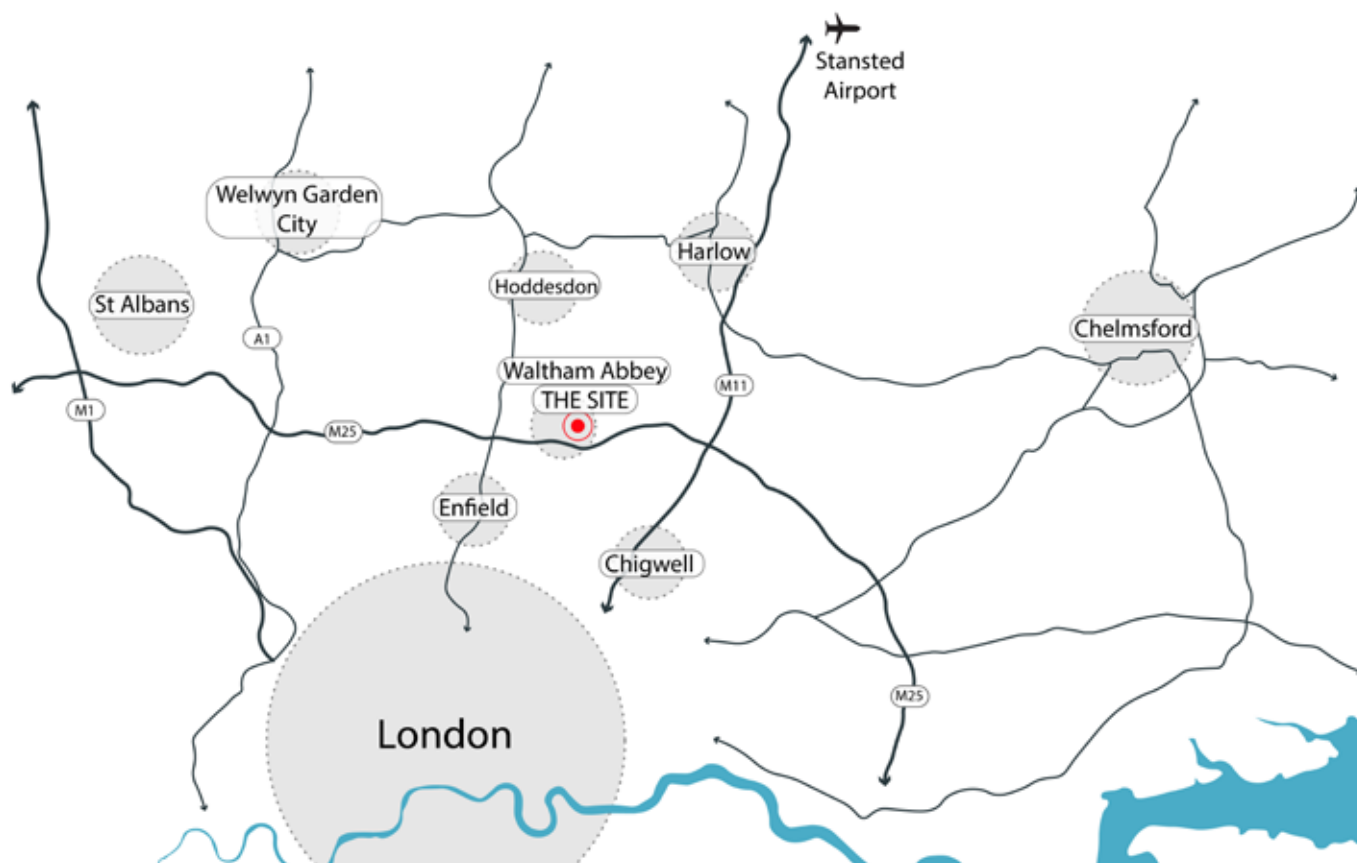 Stansted
Airport
Welwyn Garden
City
Harlow
Hoddesdon
St Albans
Chelmsford
A1
Waltham Abbey
M11
THE SITE
M1
M25
Enfield
Chigwell
M25
London